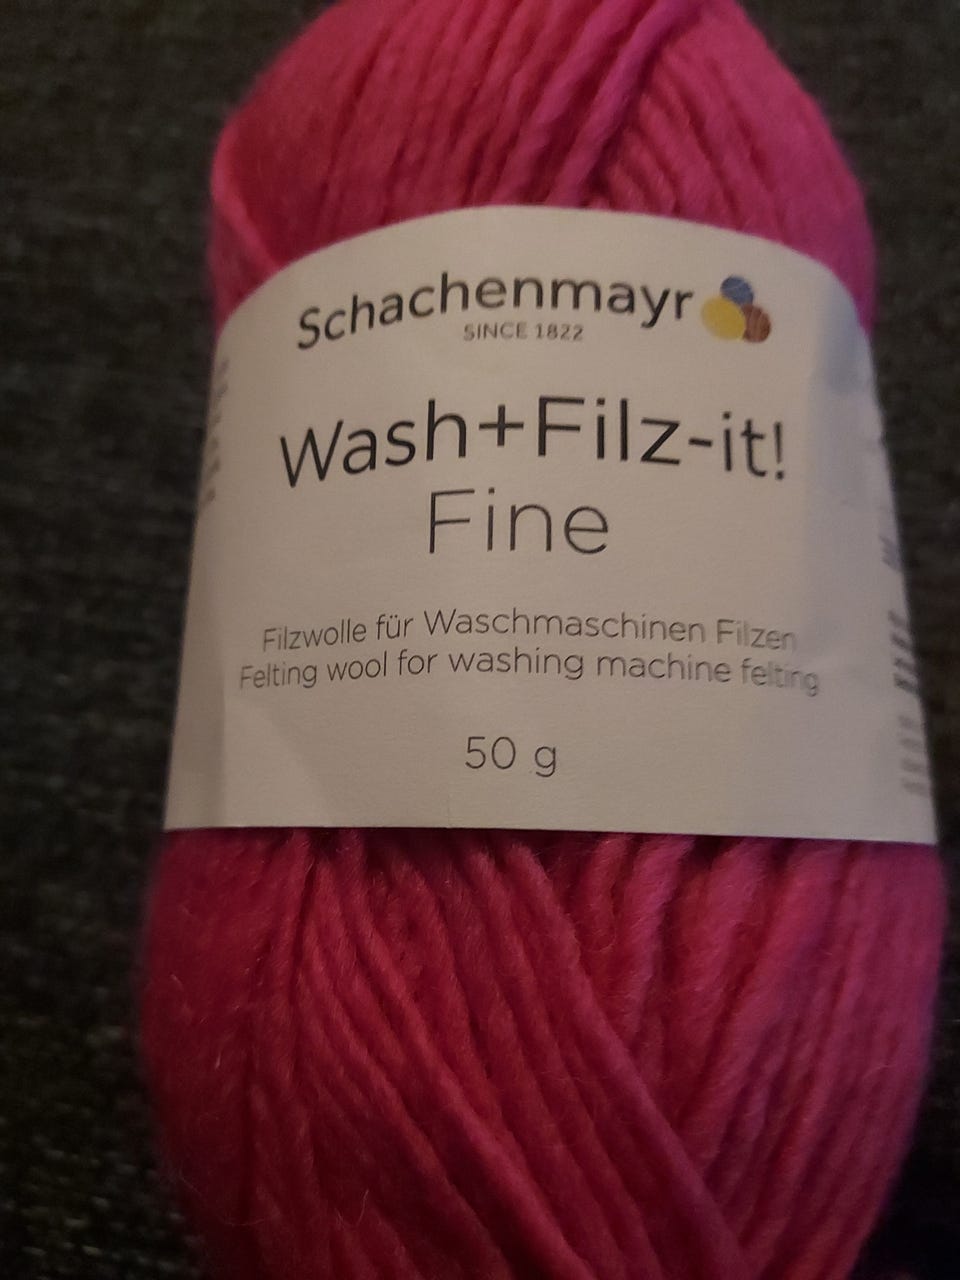 Schachenmayr
SINCE 1822
Wash+Filz-it!
Fine
Filzwolle für Waschmaschinen Filzen
Felting wool for washing machine felting
50 g